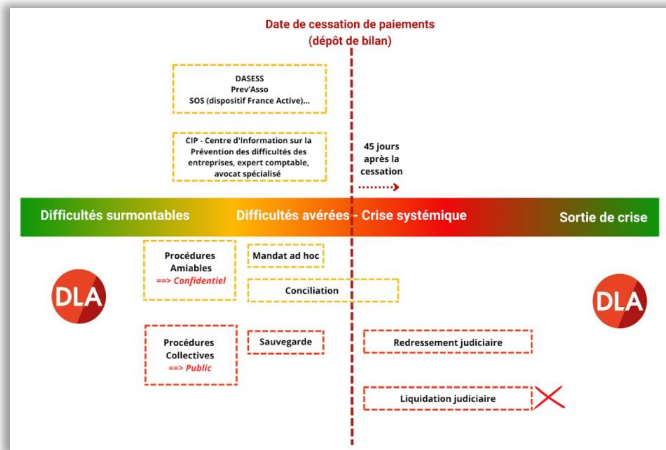 Date de cessation de paiements
(dépôt de bilan)
DASESS
Prev'Asso
SOS (dispositif France Active)...
CIP - Centre d'Information sur la
Prévention des difficultés des
entreprises, expert comptable,
avocat spécialisé
45 jours
après la
cessation
Difficultés surmontables
Difficultés avérées - Crise systémique
Sortie de crise
Procédures
Amiables
==> Confidentiel
Mandat ad hoc
Conciliation
DLA
DLA
Procédures
Collectives
==> Public
Sauvegarde
Redressement judiciaire
Liquidation judiciaire